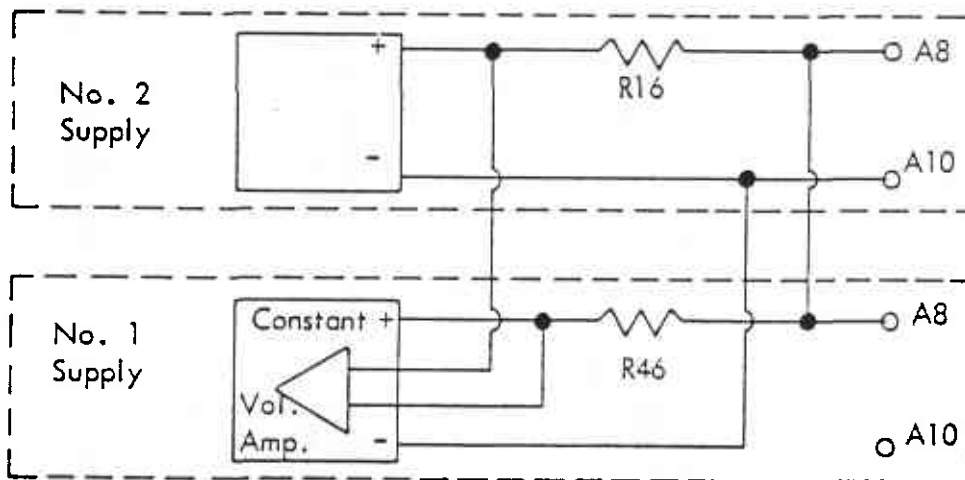 +
A8
R16
No. 2
Supply
-
A10
Constant +
A8
No. 1
Supply
R46
Vol.
Amp. -
A10